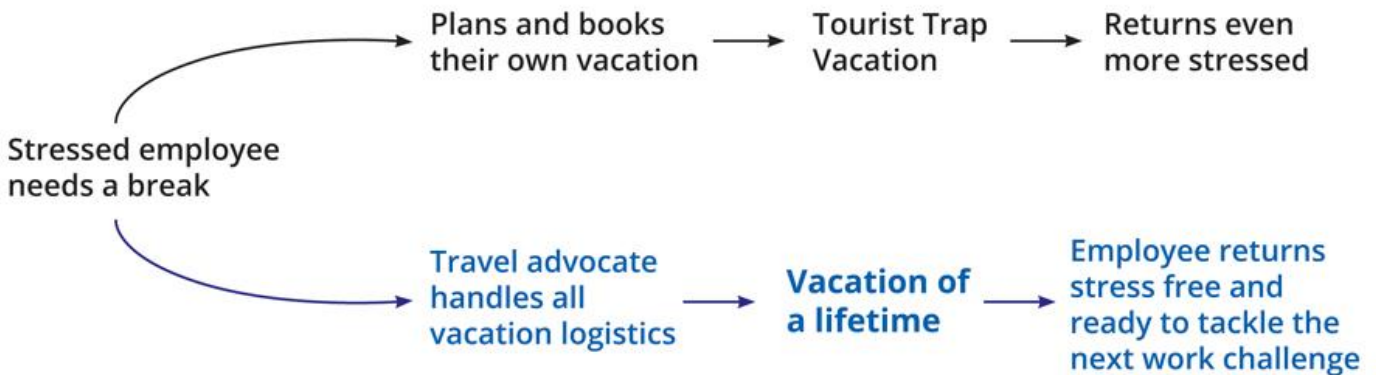 Plans and books
their own vacation
Tourist Trap
Vacation
Returns even
more stressed
Stressed employee
needs a break
Travel advocate
handles all
vacation logistics
Vacation of
a lifetime
Employee returns
stress free and
ready to tackle the
next work challenge